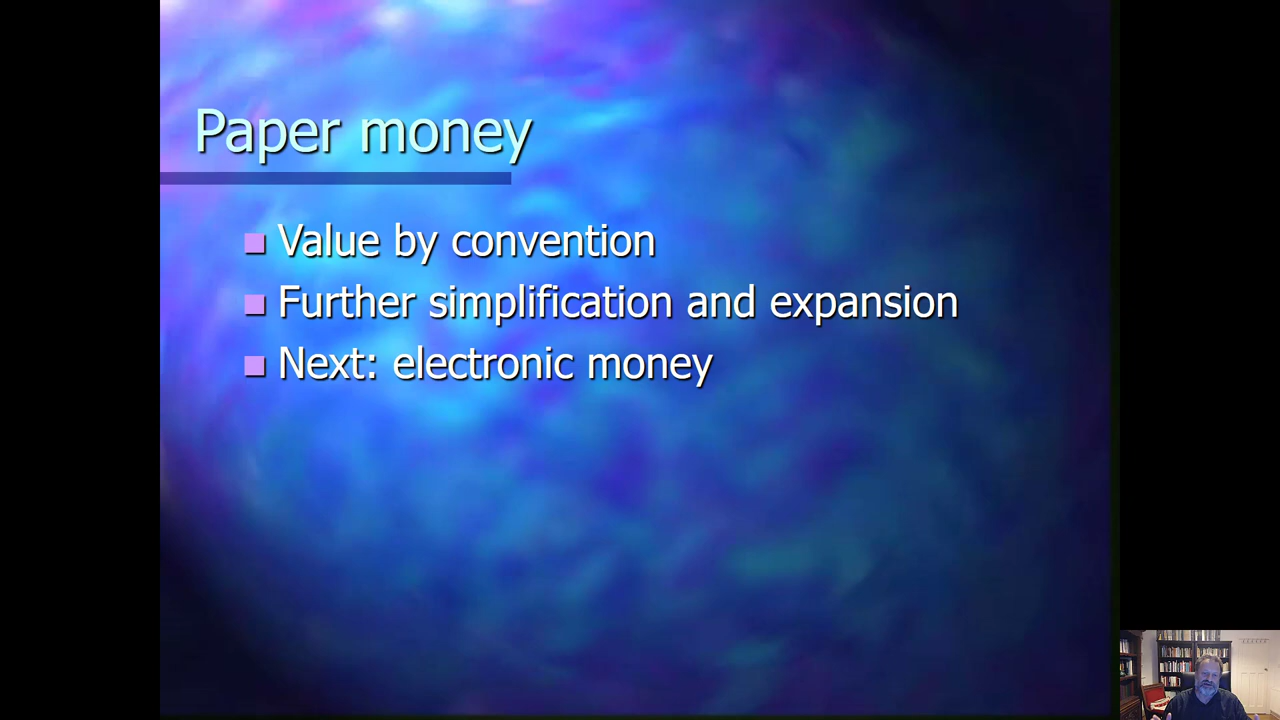 Paper money
Value by convention
Further simplification and expansion
Next: electronic money